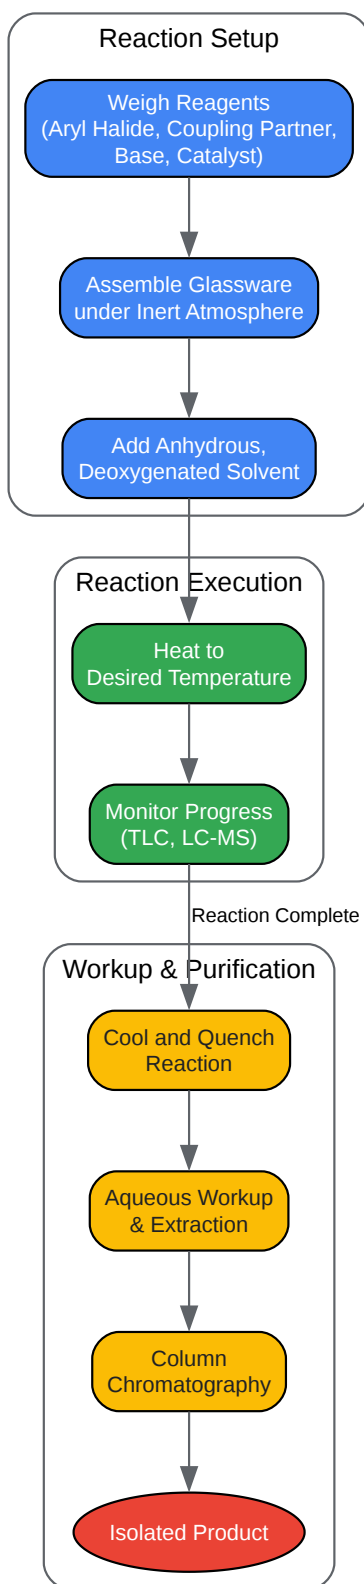 Reaction Setup
Weigh Reagents
(Aryl Halide, Coupling Partner,
Base, Catalyst)
Assemble Glassware
under Inert Atmosphere
Add Anhydrous,
Deoxygenated Solvent
Reaction Execution
Heat to
Desired Temperature
Monitor Progress
(TLC, LC-MS)
Reaction Complete
Workup & Purification
Cool and Quench
Reaction
Aqueous Workup
& Extraction
Column
Chromatography
Isolated Product